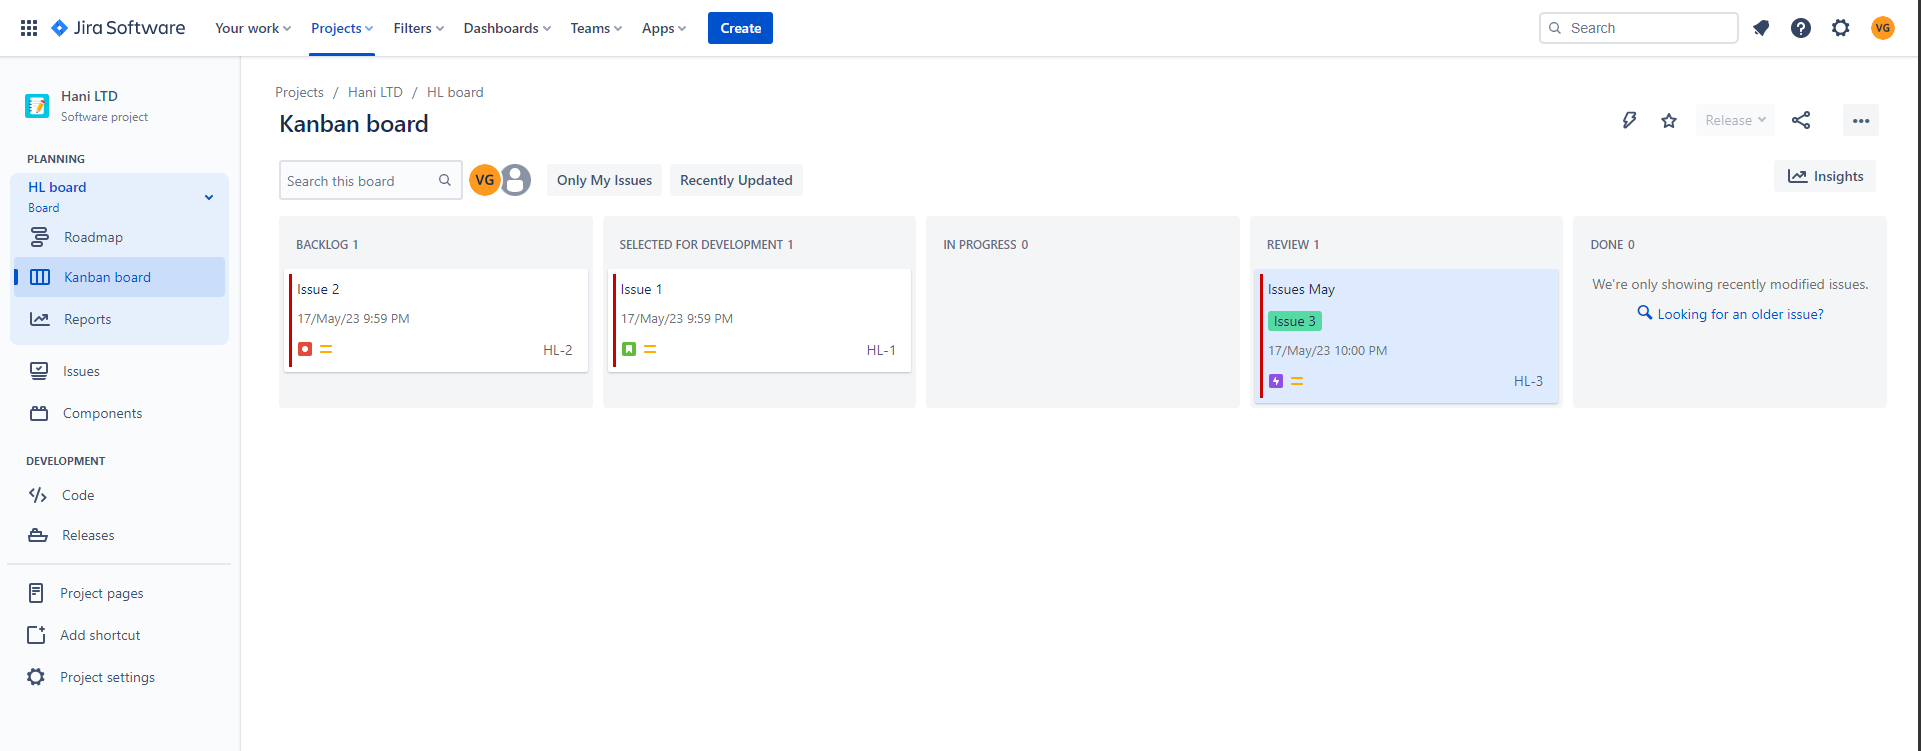 Jira Software Your work Projects Filters Dashboards Teams Apps Create Search VG
Hani LTD
Software project
PLANNING
HL board
Board
Roadmap
Kanban board
Reports
Issues
Components
DEVELOPMENT
Code
Releases
Project pages
Add shortcut
Project settings
Projects / Hani LTD / HL board
Kanban board
Release
Search this board VG Only My Issues Recently Updated Insights
BACKLOG 1
Issue 2
17/May/23 9:59 PM
HL-2
SELECTED FOR DEVELOPMENT 1
Issue 1
17/May/23 9:59 PM
HL-1
IN PROGRESS 0
REVIEW 1
Issues May
Issue 3
17/May/23 10:00 PM
HL-3
DONE 0
We're only showing recently modified issues.
Looking for an older issue?